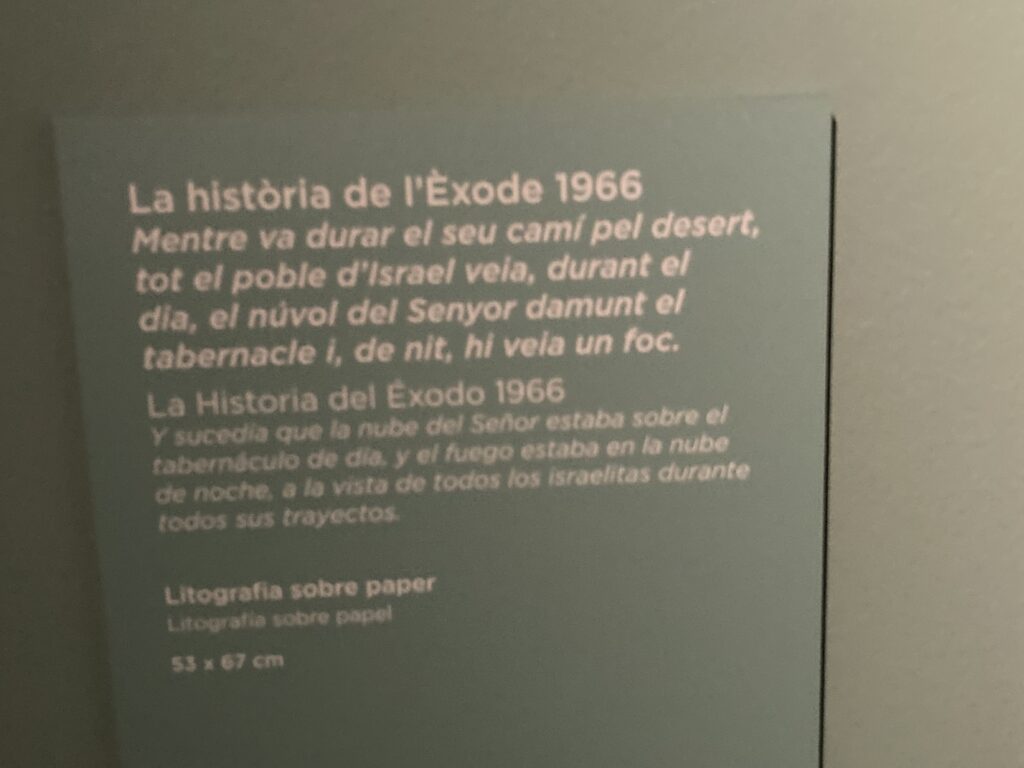 La història de l'Èxode 1966
Mentre va durar el seu camí pel desert,
tot el poble d'Israel veia, durant el
dia, el núvol del Senyor damunt el
tabernacle i, de nit, hi veia un foc.
La Historia del Éxodo 1966
Y sucedía que la nube del Señor estaba sobre el
tabernáculo de día, y el fuego estaba en la nube
de noche, a la vista de todos los israelitas durante
todos sus trayectos.
Litografia sobre paper
Litografía sobre papel
53 x 67 cm